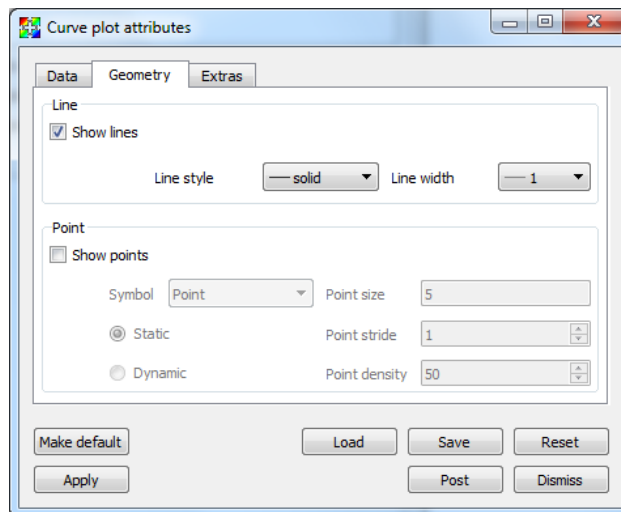 Curve plot attributes
Data Geometry Extras
Line
Show lines
Line style solid Line width 1
Point
Show points
Symbol Point Point size 5
Static Point stride 1
Dynamic Point density 50
Make default Load Save Reset
Apply Post Dismiss